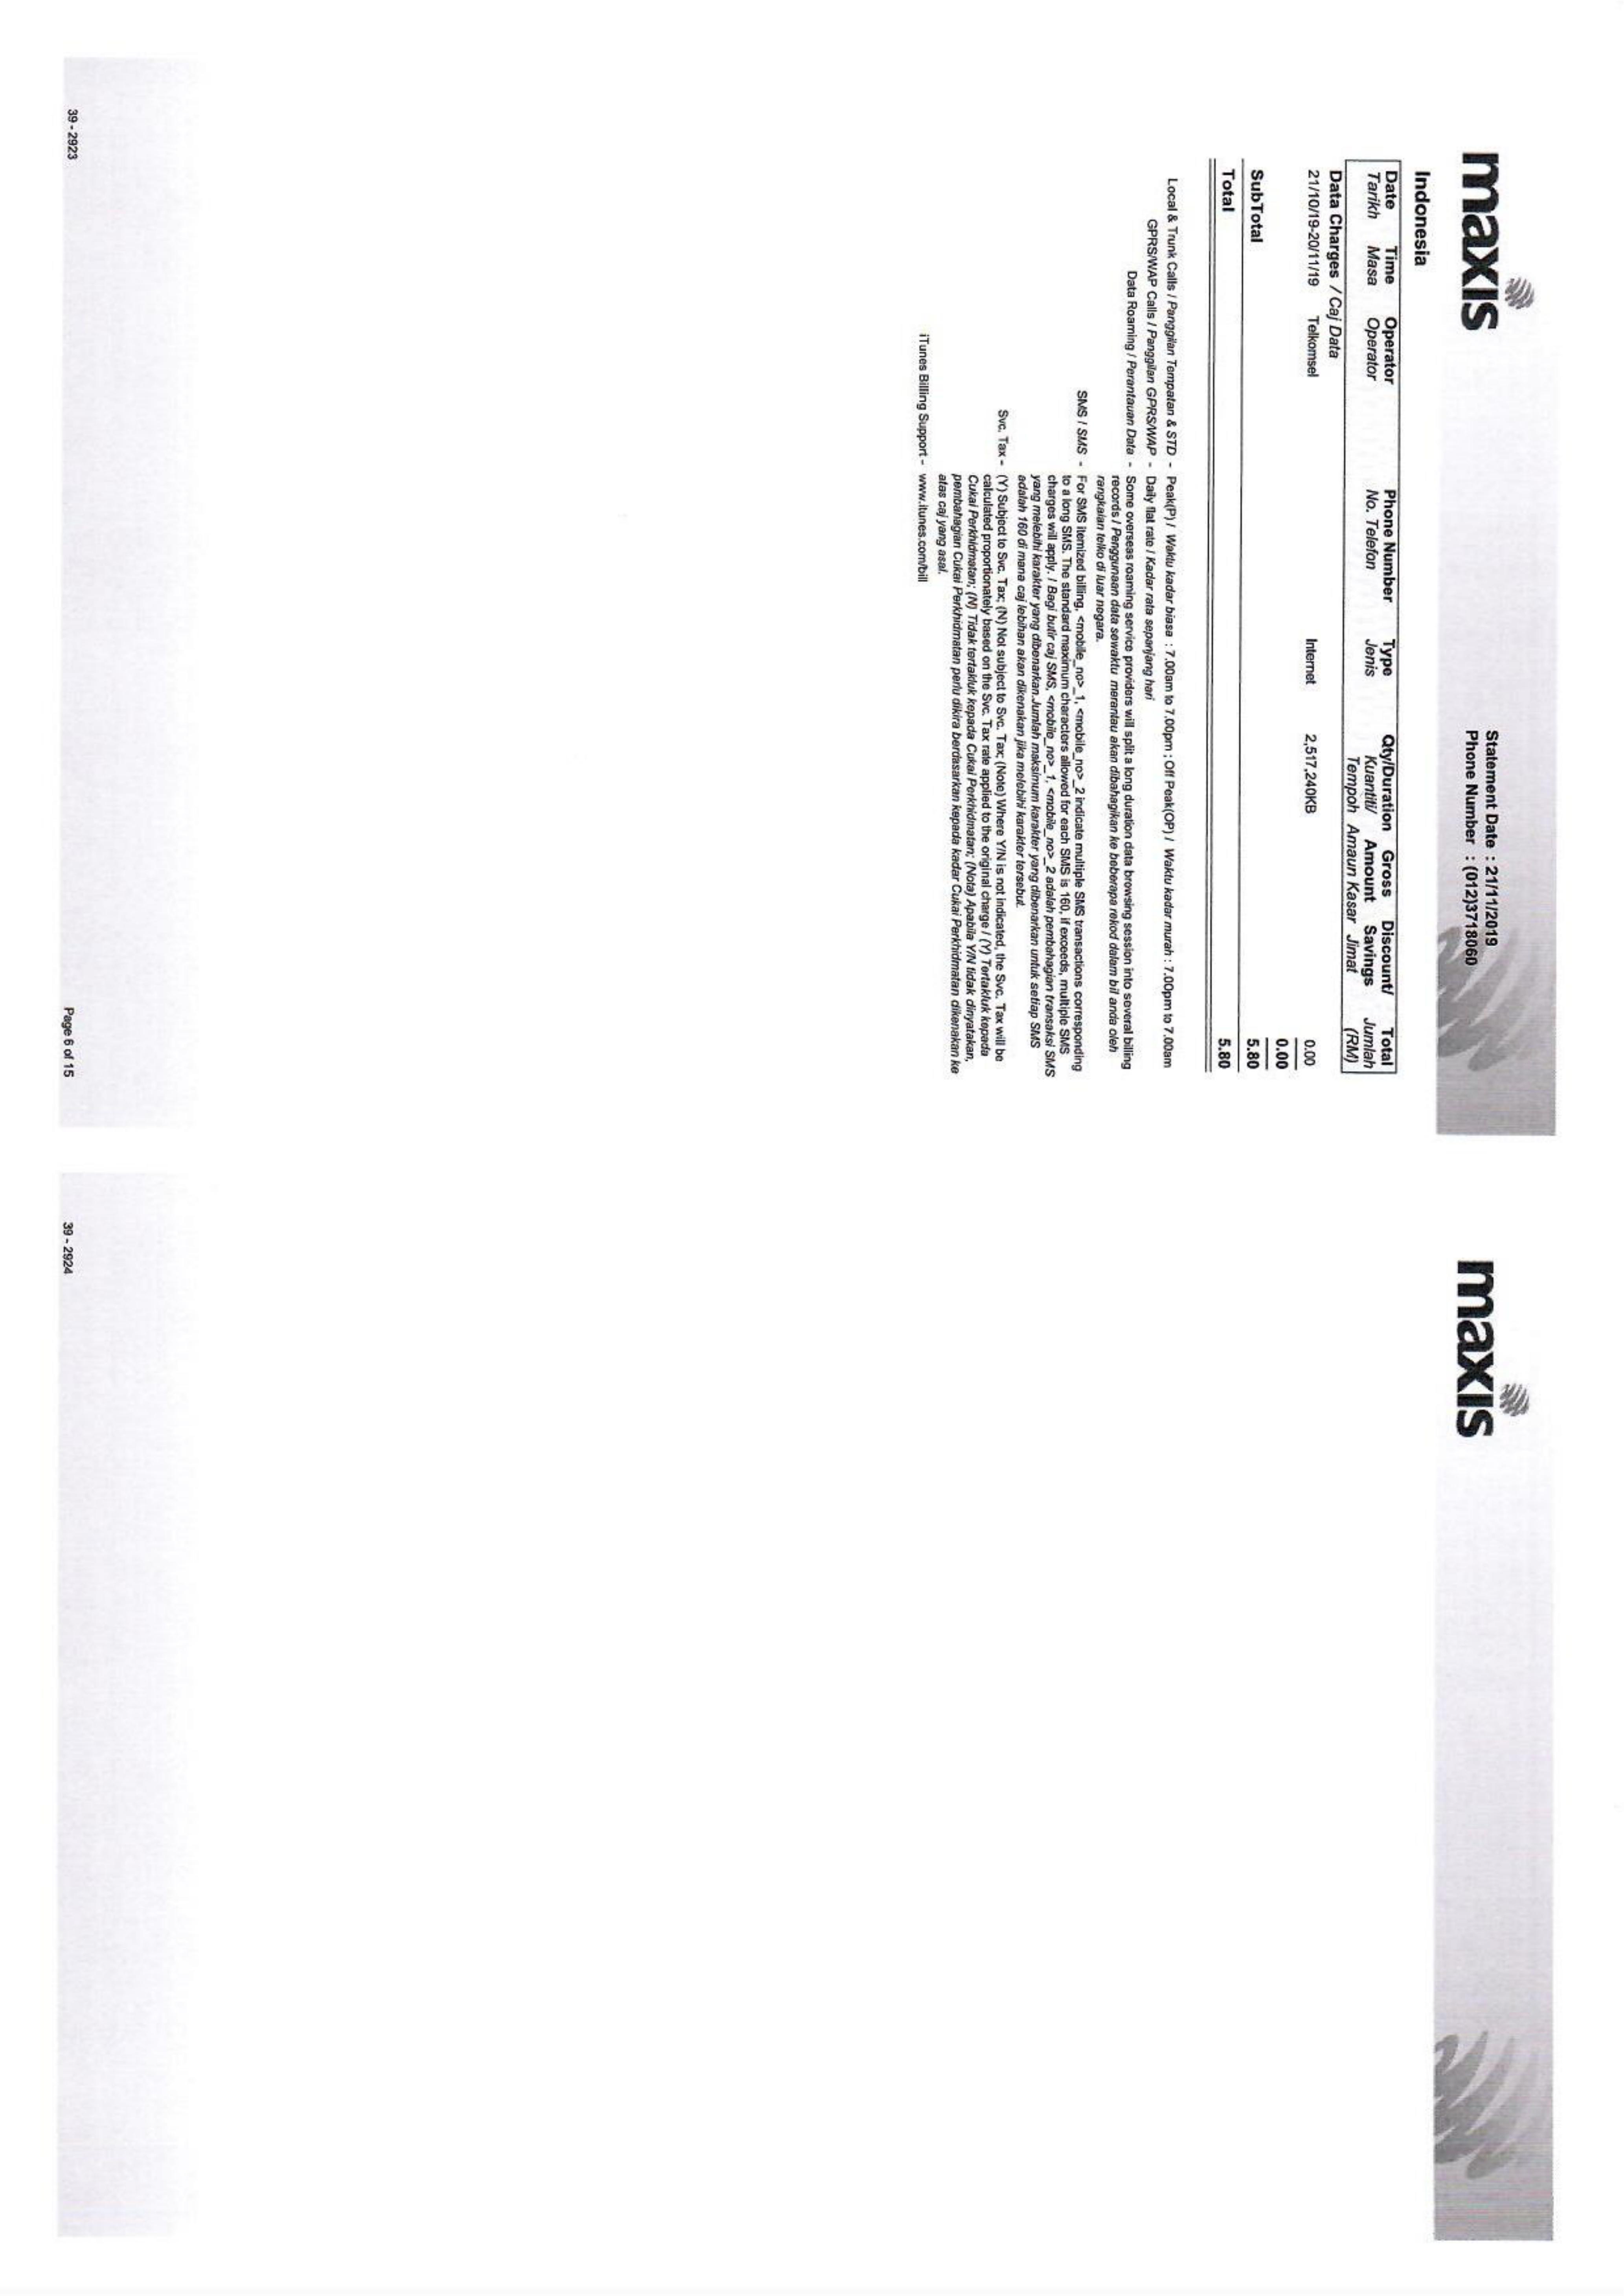 maxis
Statement Date : 21/11/2019
Phone Number : (012)3718060
Indonesia
Date Time Operator Phone Number Type Qty/Duration Gross Discount/ Total
Tarikh Masa Operator No. Telefon Jenis Kuantiti/ Amount Savings Jumlah
Tempoh Amaun Kasar Jimat (RM)
Data Charges / Caj Data
21/10/19-20/11/19 Telkomsel Internet 2,517,240KB 0.00
0.00
SubTotal 5.80
Total 5.80
Local & Trunk Calls / Panggilan Tempatan & STD - Peak(P) / Waktu kadar biasa : 7.00am to 7.00pm ; Off Peak(OP) / Waktu kadar murah : 7.00pm to 7.00am
GPRS/WAP Calls / Panggilan GPRS/WAP - Daily flat rate / Kadar rata sepanjang hari
Data Roaming / Perantauan Data - Some overseas roaming service providers will split a long duration data browsing session into several billing
records / Penggunaan data sewaktu merantau akan dibahagikan ke beberapa rekod dalam bil anda oleh
rangkaian telko di luar negara.
SMS / SMS - For SMS itemized billing, <mobile_no>_1, <mobile_no>_2 indicate multiple SMS transactions corresponding
to a long SMS. The standard maximum characters allowed for each SMS is 160, if exceeds, multiple SMS
charges will apply. / Bagi butir caj SMS, <mobile_no>_1, <mobile_no>_2 adalah pembahagian transaksi SMS
yang melebihi karakter yang dibenarkan.Jumlah maksimum karakter yang dibenarkan untuk setiap SMS
adalah 160 di mana caj lebihan akan dikenakan jika melebihi karakter tersebut.
Svc. Tax - (Y) Subject to Svc. Tax; (N) Not subject to Svc. Tax; (Note) Where Y/N is not indicated, the Svc. Tax will be
calculated proportionately based on the Svc. Tax rate applied to the original charge / (Y) Tertakluk kepada
Cukai Perkhidmatan; (N) Tidak tertakluk kepada Cukai Perkhidmatan; (Nota) Apabila Y/N tidak dinyatakan,
pembahagian Cukai Perkhidmatan perlu dikira berdasarkan kepada kadar Cukai Perkhidmatan dikenakan ke
atas caj yang asal.
iTunes Billing Support - www.itunes.com/bill
39 - 2923
Page 6 of 15
maxis
39 - 2924